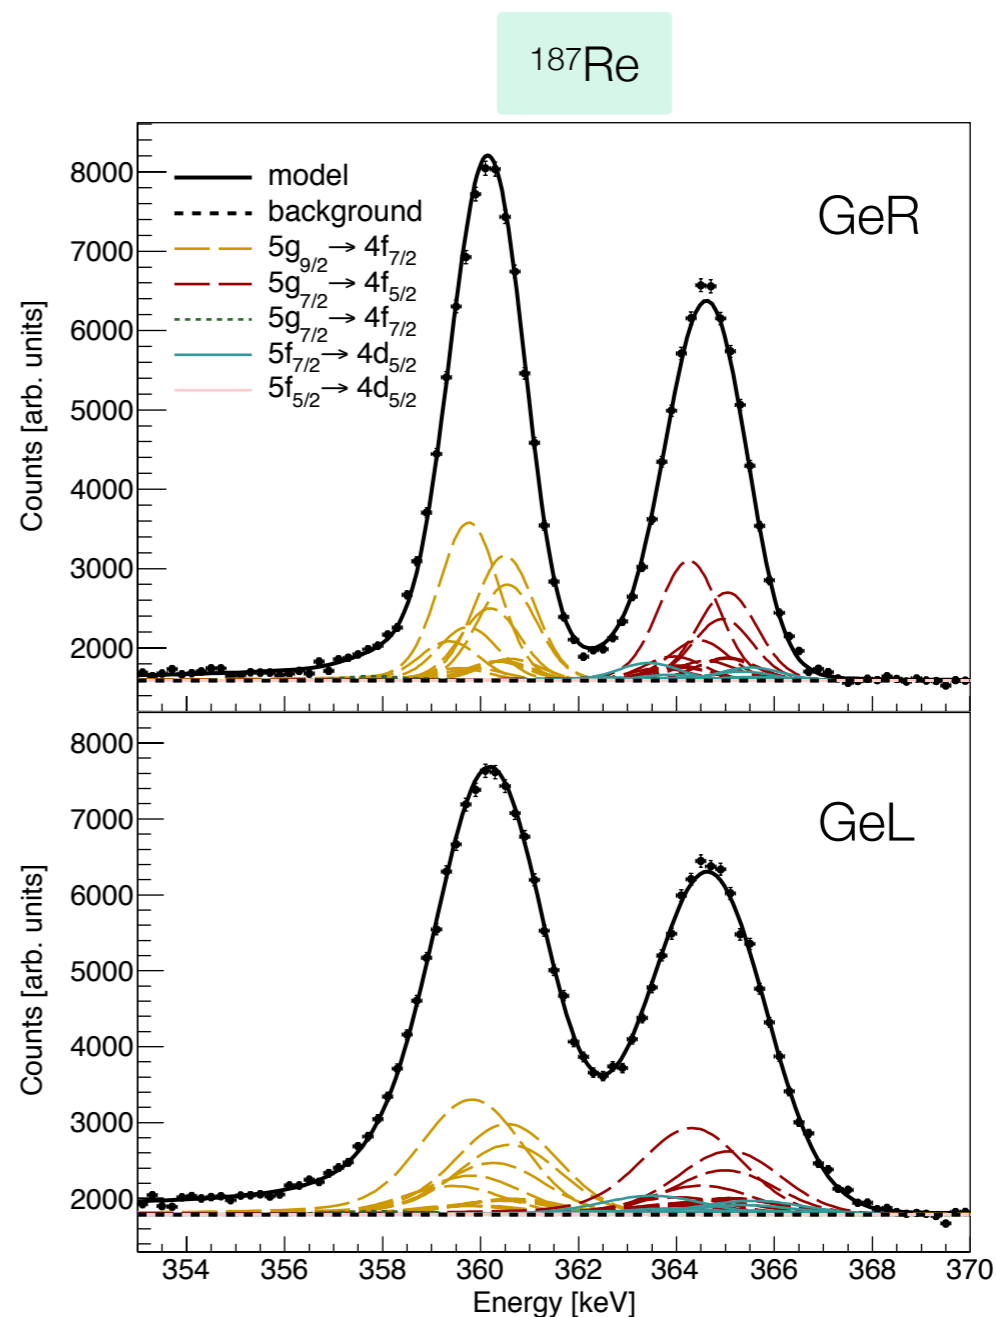 ¹⁸⁷Re
GeR
model
background
5g₉/₂→ 4f₇/₂
5g₇/₂→ 4f₅/₂
5g₇/₂→ 4f₇/₂
5f₇/₂→ 4d₅/₂
5f₅/₂→ 4d₅/₂
8000
7000
6000
5000
4000
3000
2000
Counts [arb. units]
GeL
8000
7000
6000
5000
4000
3000
2000
Counts [arb. units]
354 356 358 360 362 364 366 368 370
Energy [keV]